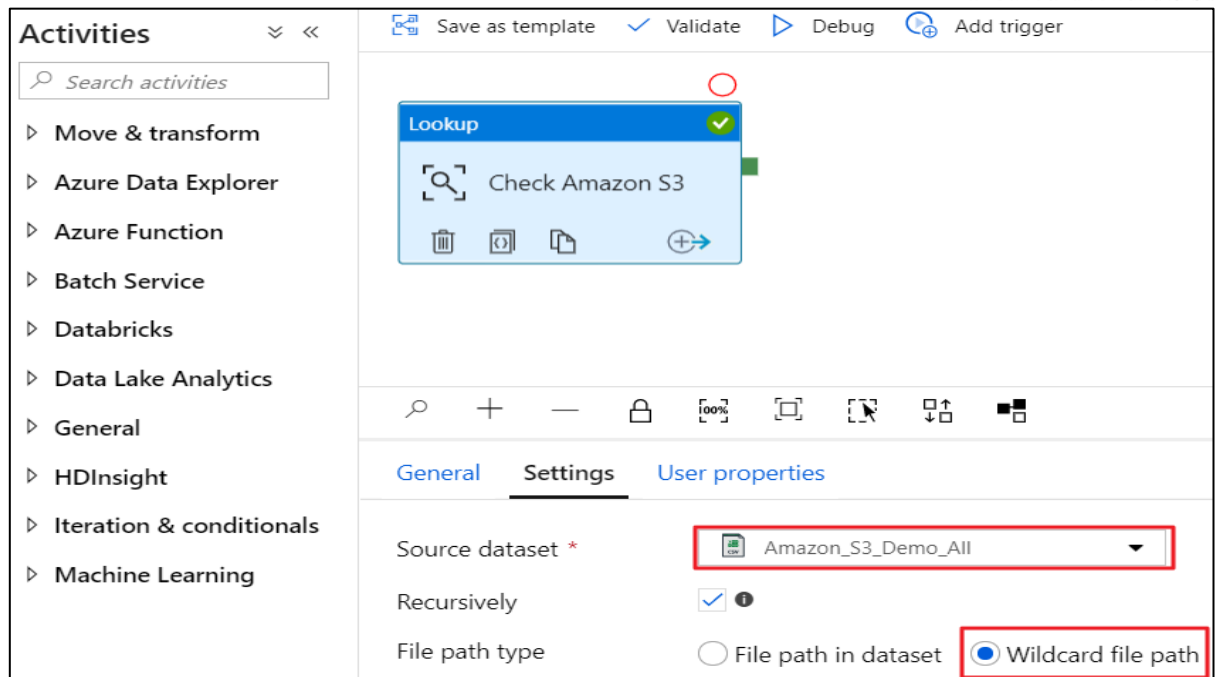 Activities
Search activities
Move & transform
Azure Data Explorer
Azure Function
Batch Service
Databricks
Data Lake Analytics
General
HDInsight
Iteration & conditionals
Machine Learning
Save as template Validate Debug Add trigger
Lookup
Check Amazon S3
100%
General Settings User properties
Source dataset * CSV Amazon_S3_Demo_All
Recursively
File path type File path in dataset Wildcard file path